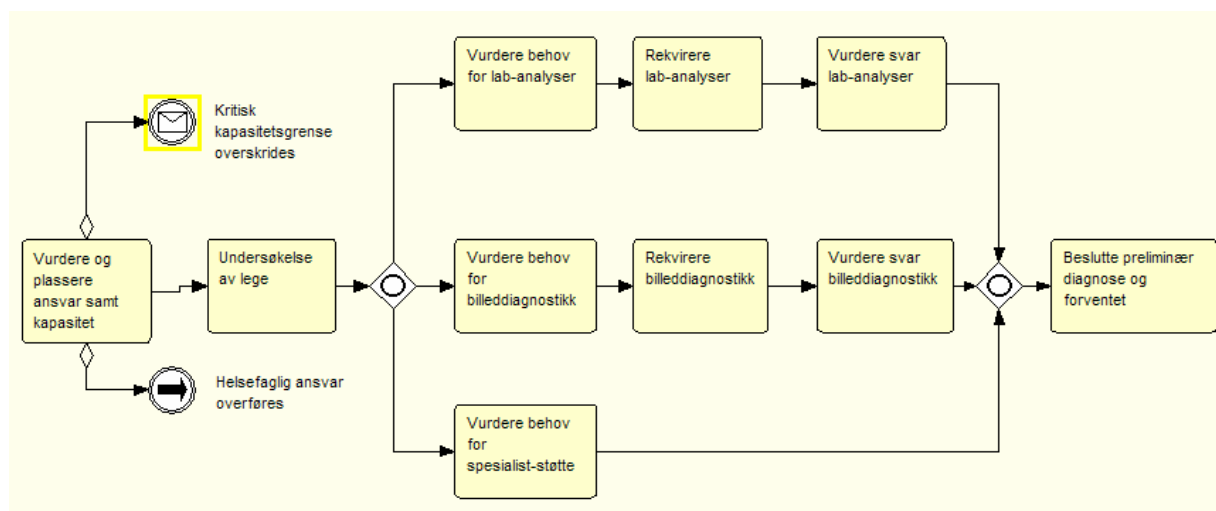 Vurdere behov
for lab-analyser
Rekvirere
lab-analyser
Vurdere svar
lab-analyser
Kritisk
kapasitetsgrense
overskrides
Vurdere og
plassere
ansvar samt
kapasitet
Undersøkelse
av lege
Vurdere behov
for
billeddiagnostikk
Rekvirere
billeddiagnostikk
Vurdere svar
billeddiagnostikk
Beslutte preliminær
diagnose og
forventet
Helsefaglig ansvar
overføres
Vurdere behov
for
spesialist-støtte